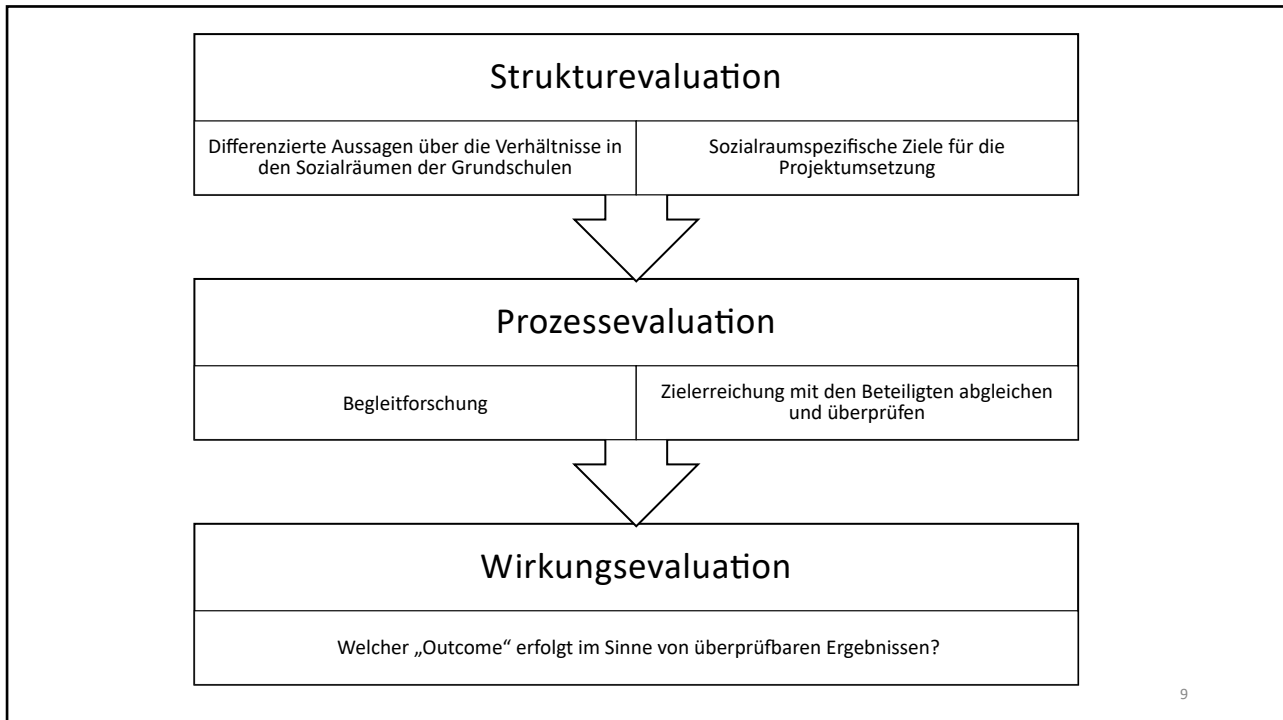 Strukturevaluation
Differenzierte Aussagen über die Verhältnisse in
den Sozialräumen der Grundschulen
Sozialraumspezifische Ziele für die
Projektumsetzung
Prozessevaluation
Begleitforschung
Zielerreichung mit den Beteiligten abgleichen
und überprüfen
Wirkungsevaluation
Welcher „Outcome“ erfolgt im Sinne von überprüfbaren Ergebnissen?
9